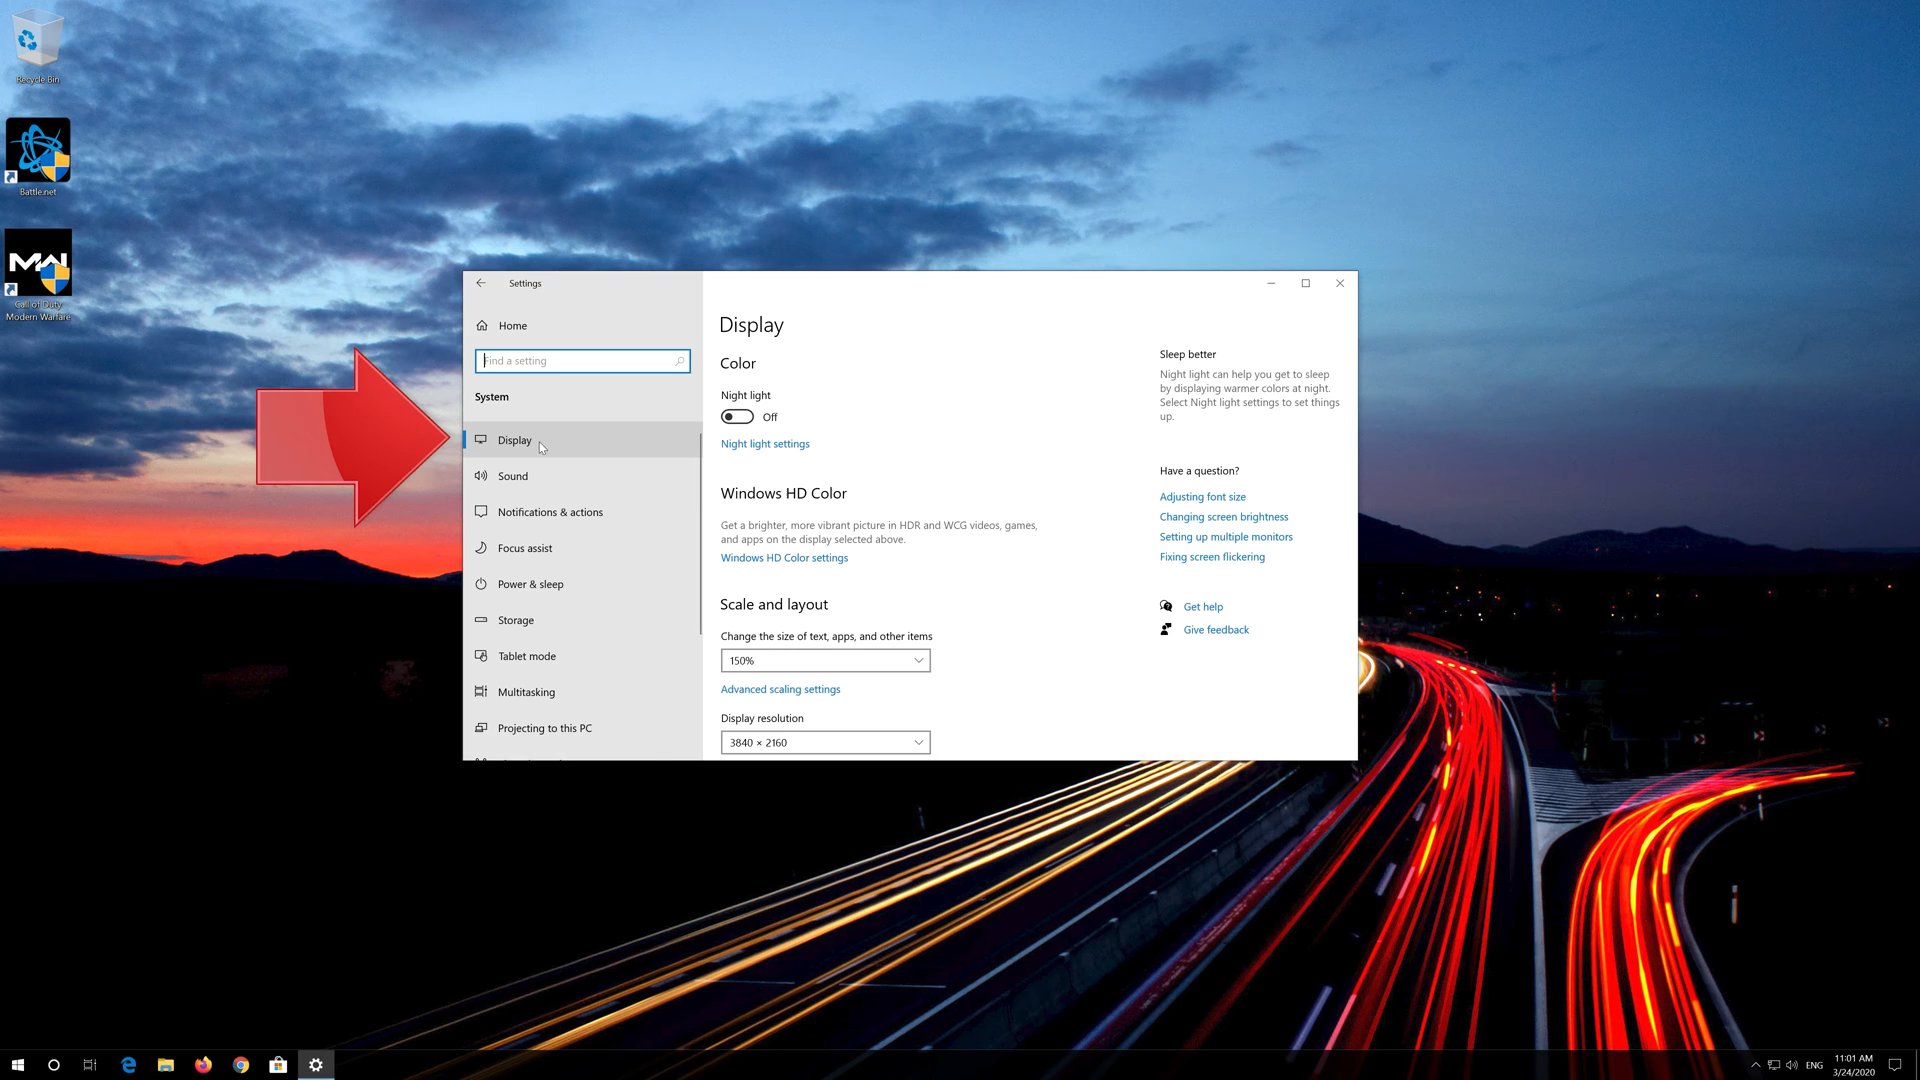 Recycle Bin
Battle.net
MW
Call of Duty
Modern Warfare
Settings
Home
Find a setting
System
Display
Sound
Notifications & actions
Focus assist
Power & sleep
Storage
Tablet mode
Multitasking
Projecting to this PC
Display
Color
Night light
Off
Night light settings
Windows HD Color
Get a brighter, more vibrant picture in HDR and WCG videos, games,
and apps on the display selected above.
Windows HD Color settings
Scale and layout
Change the size of text, apps, and other items
150%
Advanced scaling settings
Display resolution
3840 × 2160
Sleep better
Night light can help you get to sleep
by displaying warmer colors at night.
Select Night light settings to set things
up.
Have a question?
Adjusting font size
Changing screen brightness
Setting up multiple monitors
Fixing screen flickering
Get help
Give feedback
ENG
11:01 AM
3/24/2020